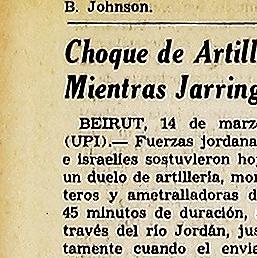 B. Johnson.
Choque de Artill
Mientras Jarring
BEIRUT, 14 de marz
(UPI).— Fuerzas jordana
e israelíes sostuvieron ho
un duelo de artillería, mor
teros y ametralladoras d
45 minutos de duración,
través del río Jordán, jus
tamente cuando el envia